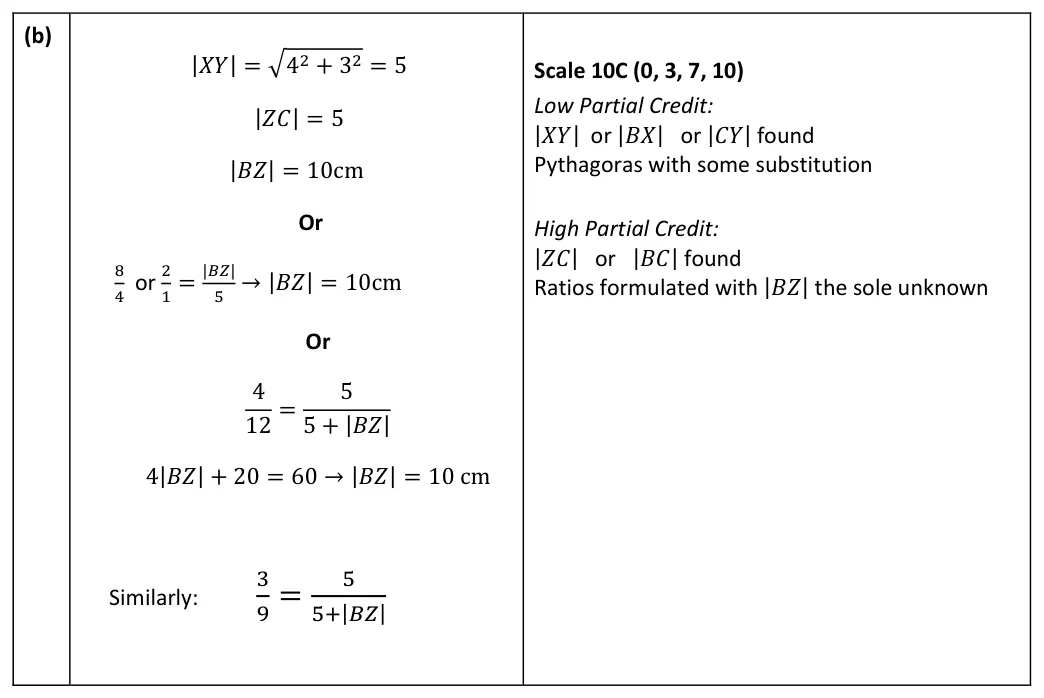 (b)
|XY| = √4² + 3² = 5
|ZC| = 5
|BZ| = 10cm
Or
8/4 or 2/1 = |BZ|/5 → |BZ| = 10cm
Or
4/12 = 5/(5 + |BZ|)
4|BZ| + 20 = 60 → |BZ| = 10 cm
Similarly: 3/9 = 5/(5+|BZ|)
Scale 10C (0, 3, 7, 10)
Low Partial Credit:
|XY| or |BX| or |CY| found
Pythagoras with some substitution
High Partial Credit:
|ZC| or |BC| found
Ratios formulated with |BZ| the sole unknown